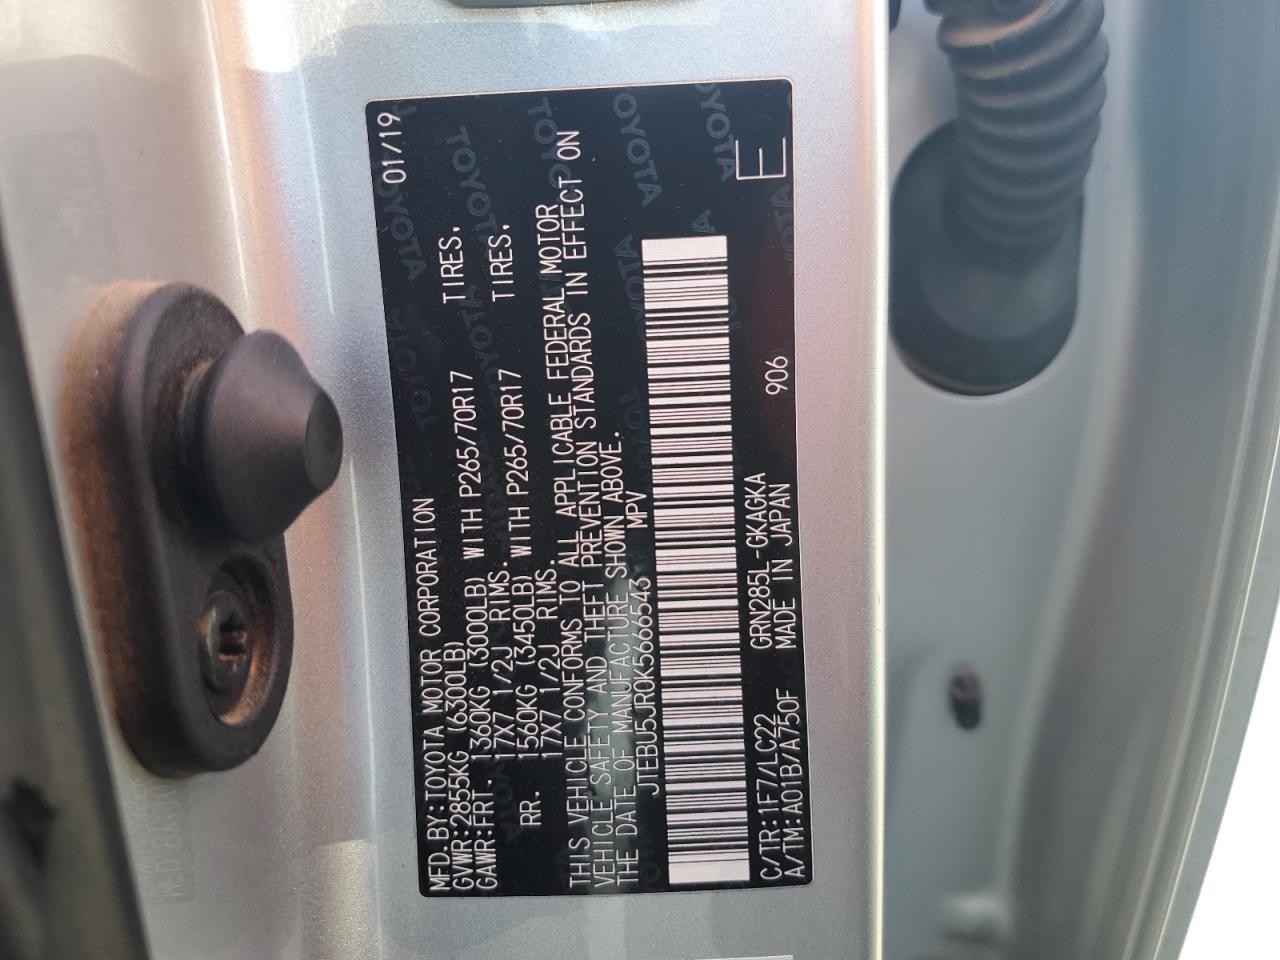 MFD.BY:TOYOTA MOTOR CORPORATION 01/19
GVWR:2855KG (6300LB)
GAWR:FRT. 1360KG (3000LB) WITH P265/70R17 TIRES.
17X7 1/2J RIMS.
RR. 1560KG (3450LB) WITH P265/70R17 TIRES.
17X7 1/2J RIMS.
THIS VEHICLE CONFORMS TO ALL APPLICABLE FEDERAL MOTOR
VEHICLE SAFETY AND THEFT PREVENTION STANDARDS IN EFFECT ON
THE DATE OF MANUFACTURE SHOWN ABOVE.
JTEBU5JR0K5666543 MPV
E
C/TR:1F7/LC22 GRN285L-GKAGKA 906
A/TM:A01B/A750F MADE IN JAPAN